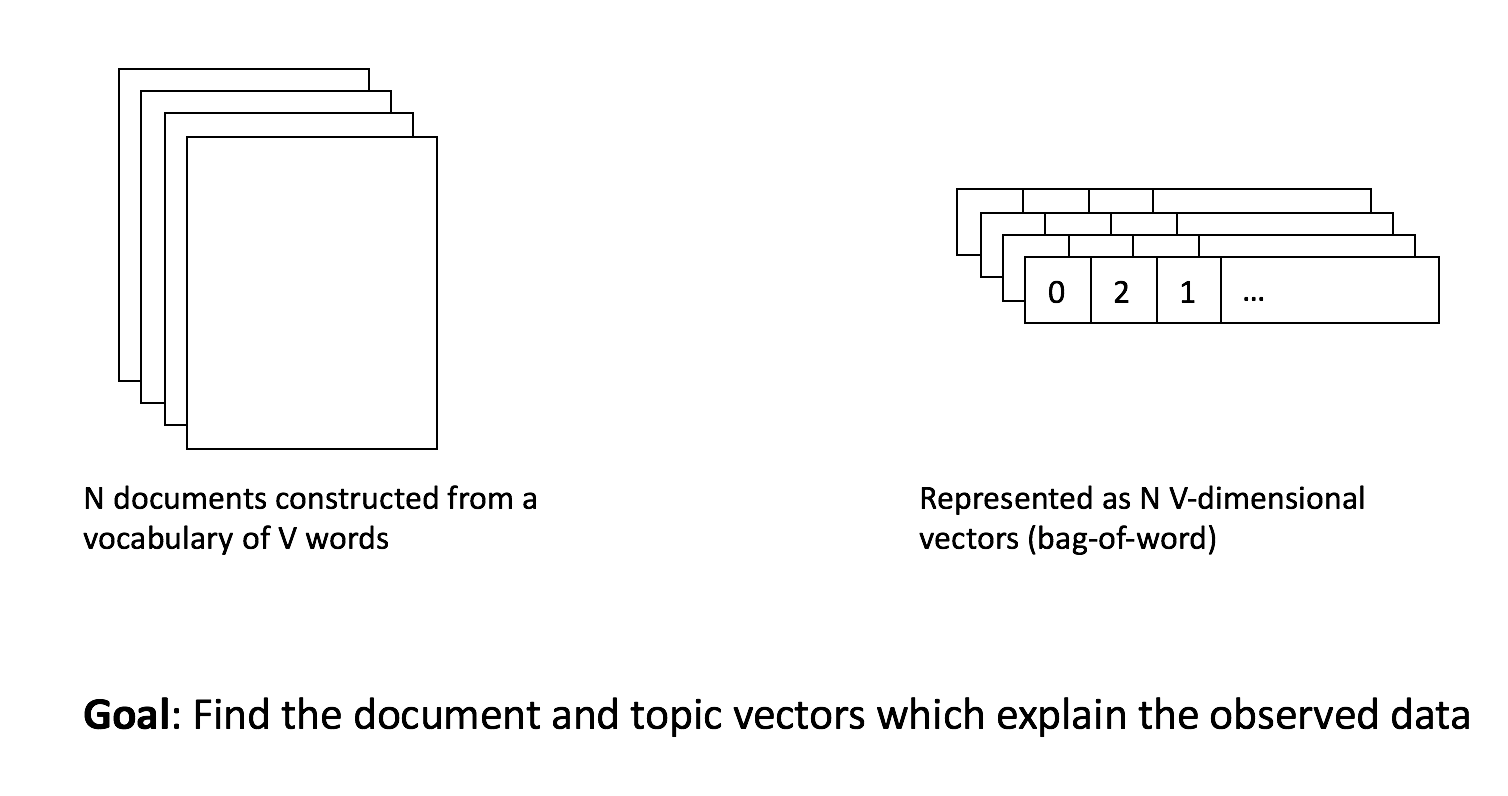 0 2 1 ...
N documents constructed from a
vocabulary of V words
Represented as N V-dimensional
vectors (bag-of-word)
Goal: Find the document and topic vectors which explain the observed data